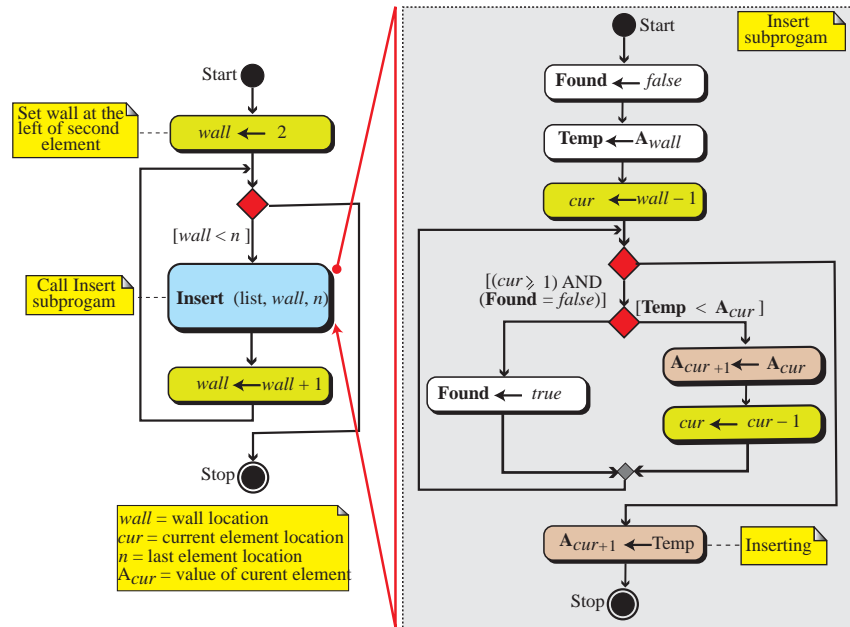 Start
Set wall at the
left of second
element
wall ← 2
[wall < n ]
Call Insert
subprogam
Insert (list, wall, n)
wall ← wall + 1
Stop
wall = wall location
cur = current element location
n = last element location
Acur = value of curent element
Insert
subprogam
Start
Found ← false
Temp ← Awall
cur ← wall − 1
[(cur ⩾ 1) AND
(Found = false)]
[Temp < Acur ]
Acur +1 ← Acur
Found ← true
cur ← cur − 1
Acur+1 ← Temp
Inserting
Stop